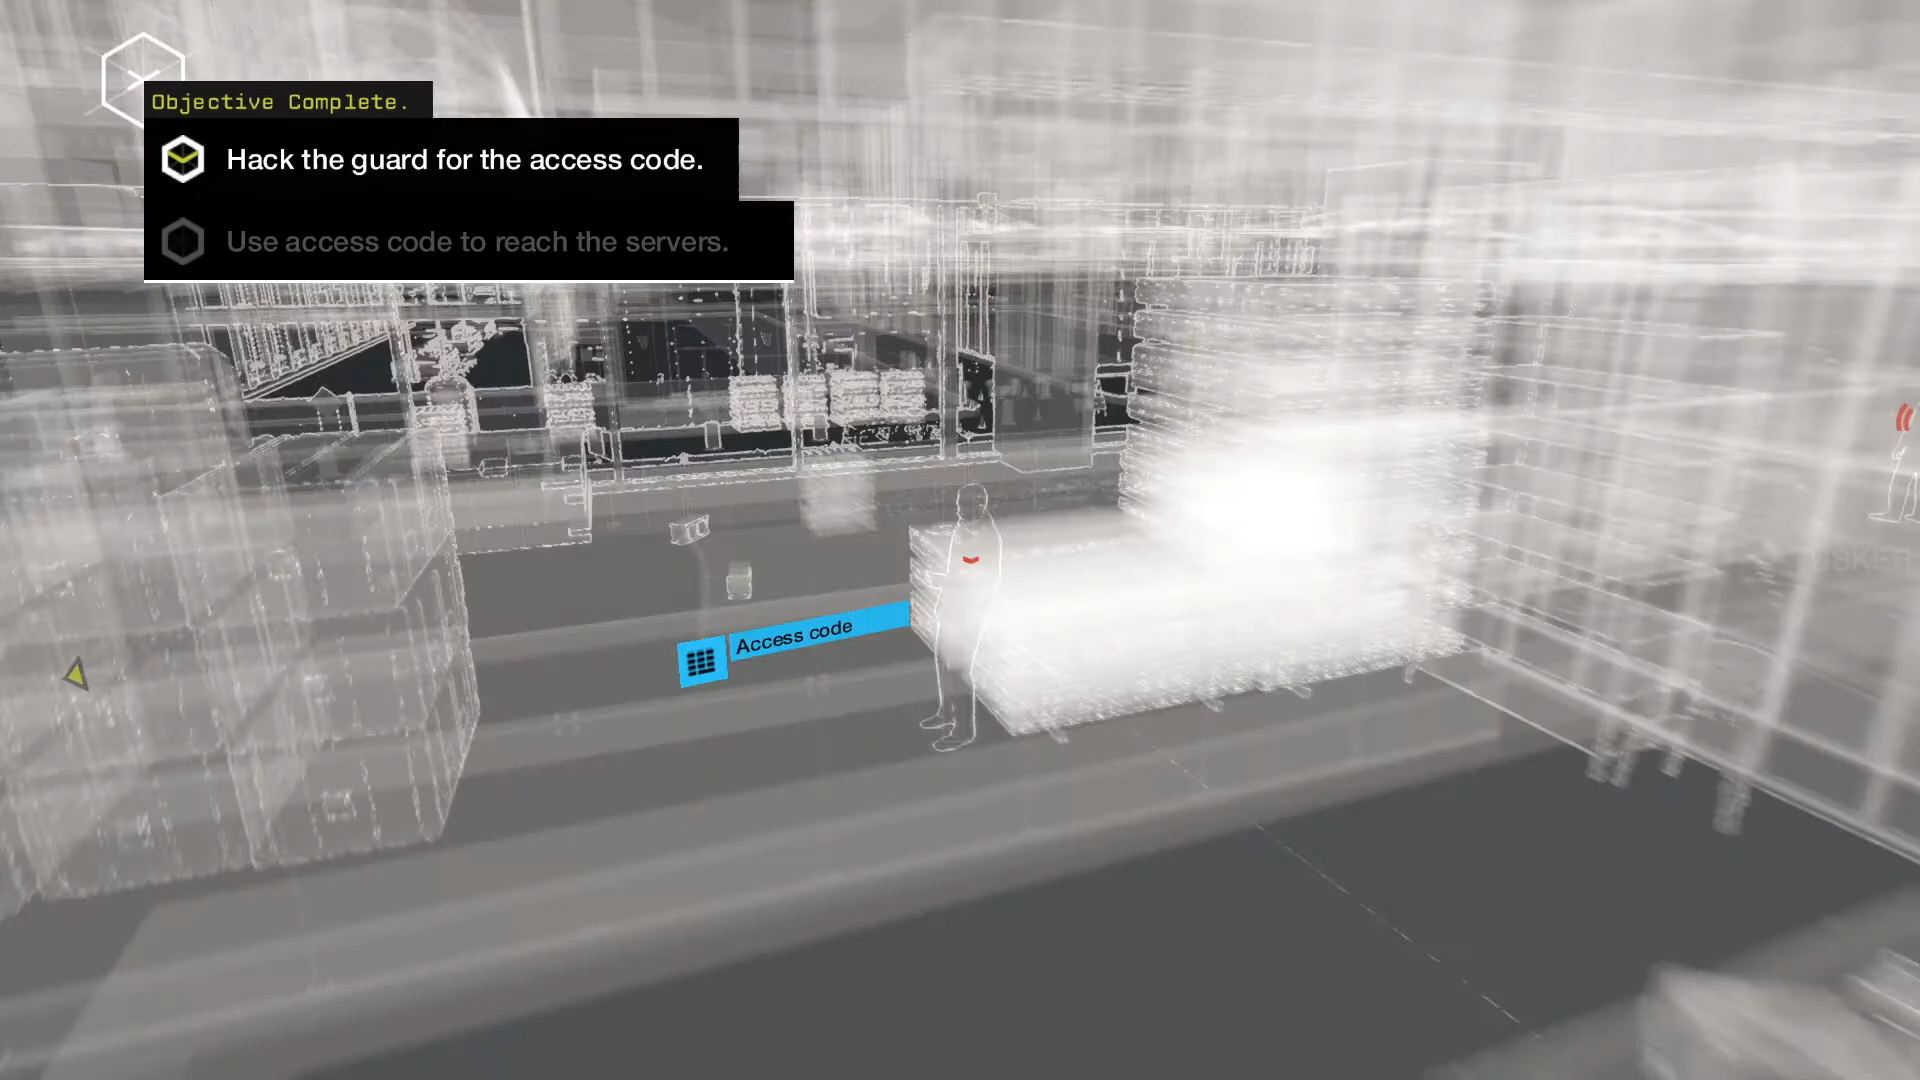 Objective Complete.
Hack the guard for the access code.
Use access code to reach the servers.
Access code